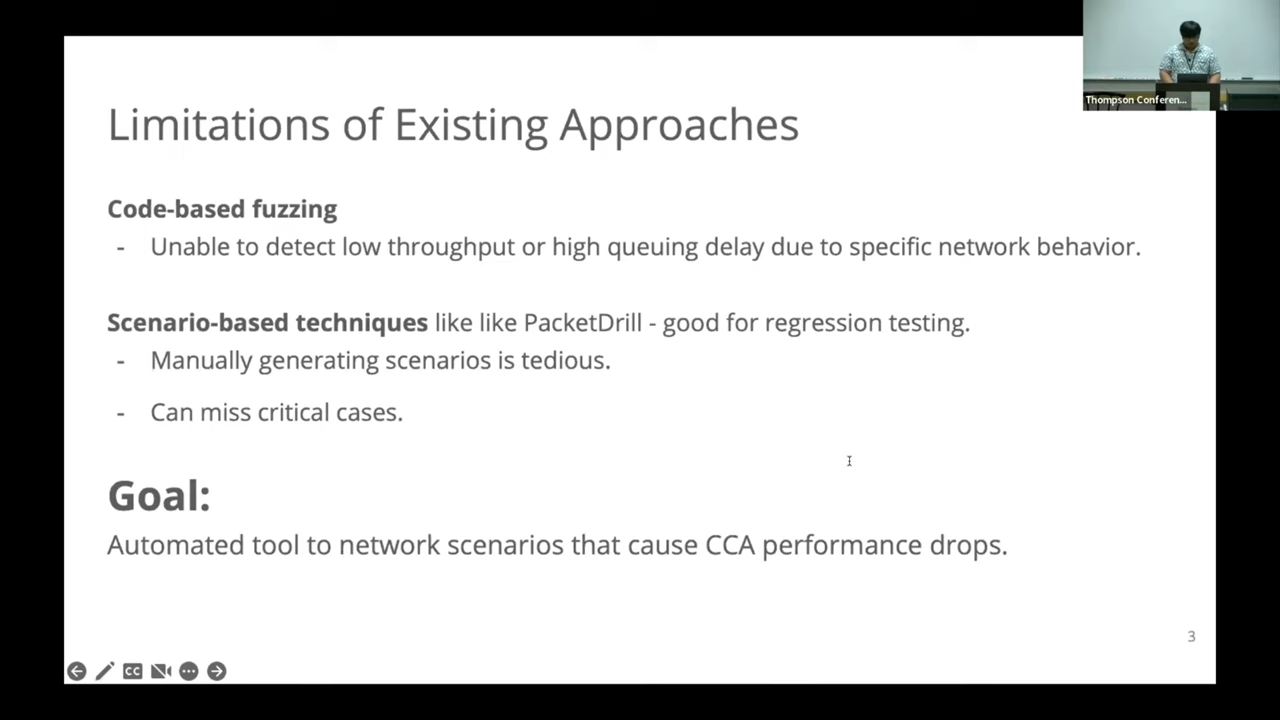 Limitations of Existing Approaches
Thompson Conferen...
Code-based fuzzing
- Unable to detect low throughput or high queuing delay due to specific network behavior.
Scenario-based techniques like like PacketDrill - good for regression testing.
- Manually generating scenarios is tedious.
- Can miss critical cases.
Goal:
Automated tool to network scenarios that cause CCA performance drops.
3
CC